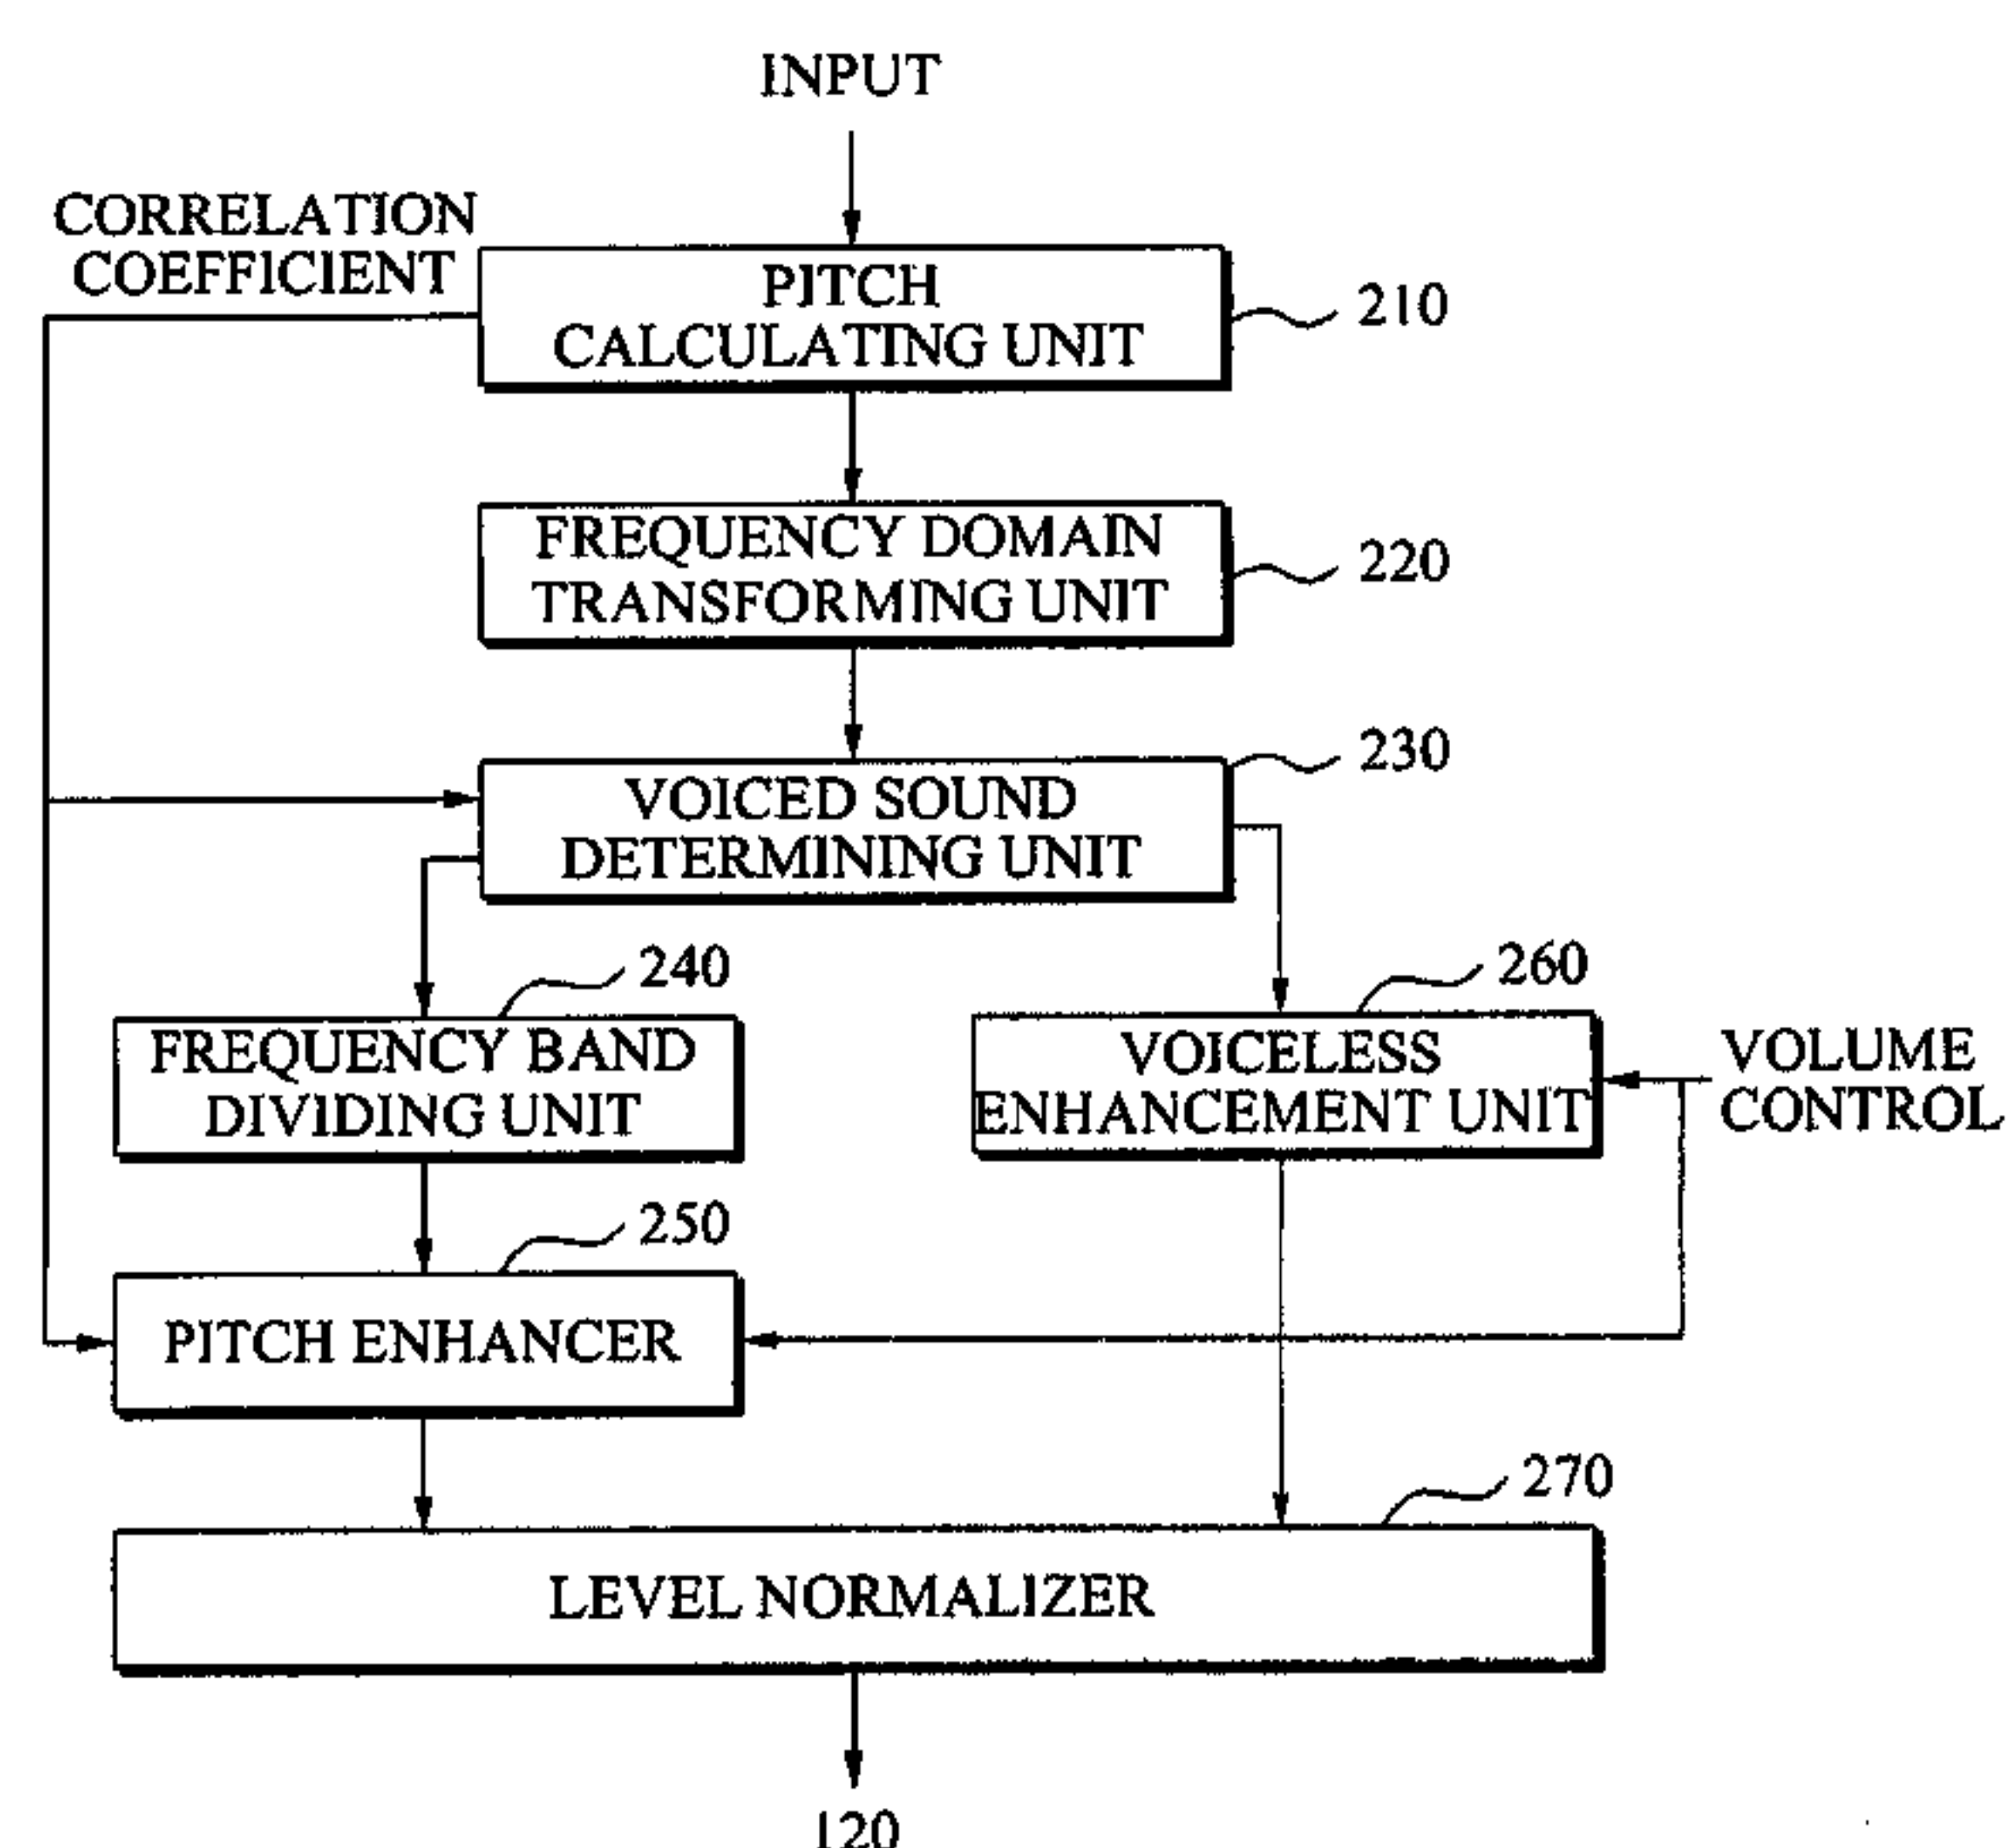 INPUT
CORRELATION
COEFFICIENT
PITCH
CALCULATING UNIT
210
FREQUENCY DOMAIN
TRANSFORMING UNIT
220
230
VOICED SOUND
DETERMINING UNIT
240
260
FREQUENCY BAND
DIVIDING UNIT
VOICELESS
ENHANCEMENT UNIT
VOLUME
CONTROL
250
PITCH ENHANCER
270
LEVEL NORMALIZER
120